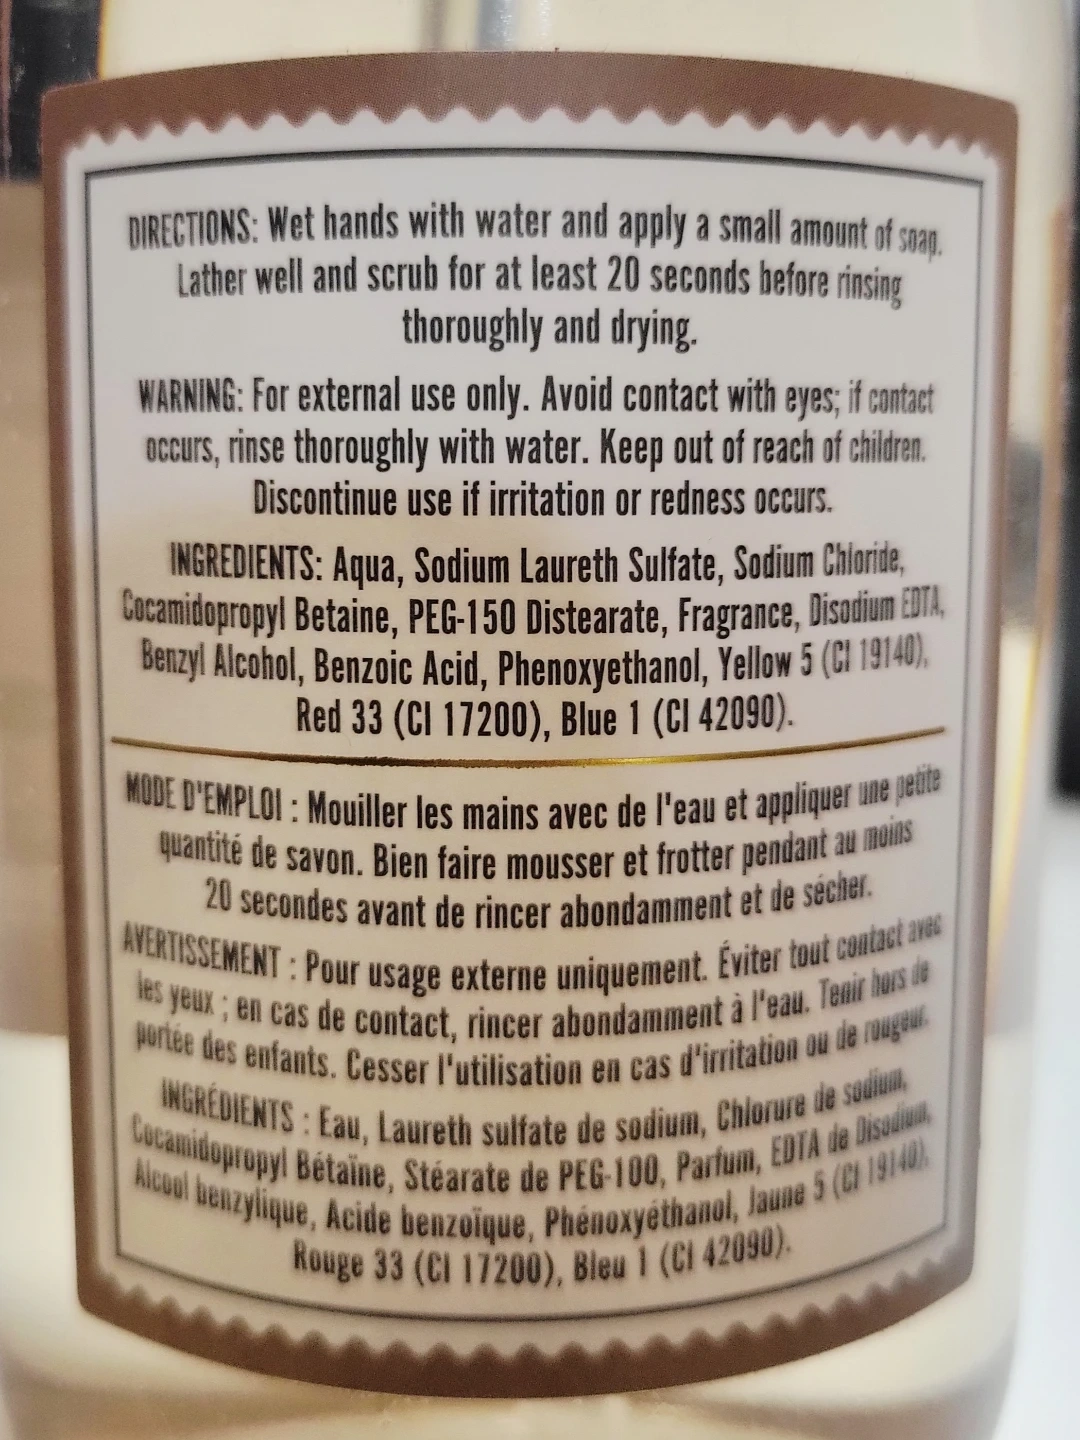 DIRECTIONS: Wet hands with water and apply a small amount of soap.
Lather well and scrub for at least 20 seconds before rinsing
thoroughly and drying.
WARNING: For external use only. Avoid contact with eyes; if contact
occurs, rinse thoroughly with water. Keep out of reach of children.
Discontinue use if irritation or redness occurs.
INGREDIENTS: Aqua, Sodium Laureth Sulfate, Sodium Chloride,
Cocamidopropyl Betaine, PEG-150 Distearate, Fragrance, Disodium EDTA,
Benzyl Alcohol, Benzoic Acid, Phenoxyethanol, Yellow 5 (CI 19140),
Red 33 (CI 17200), Blue 1 (CI 42090).
MODE D'EMPLOI : Mouiller les mains avec de l'eau et appliquer une petite
quantité de savon. Bien faire mousser et frotter pendant au moins
20 secondes avant de rincer abondamment et de sécher.
AVERTISSEMENT : Pour usage externe uniquement. Éviter tout contact avec
les yeux ; en cas de contact, rincer abondamment à l'eau. Tenir hors de
portée des enfants. Cesser l'utilisation en cas d'irritation ou de rougeur.
INGRÉDIENTS : Eau, Laureth sulfate de sodium, Chlorure de sodium,
Cocamidopropyl Bétaïne, Stéarate de PEG-100, Parfum, EDTA de Disodium,
Alcool benzylique, Acide benzoïque, Phénoxyéthanol, Jaune 5 (CI 19140),
Rouge 33 (CI 17200), Bleu 1 (CI 42090).